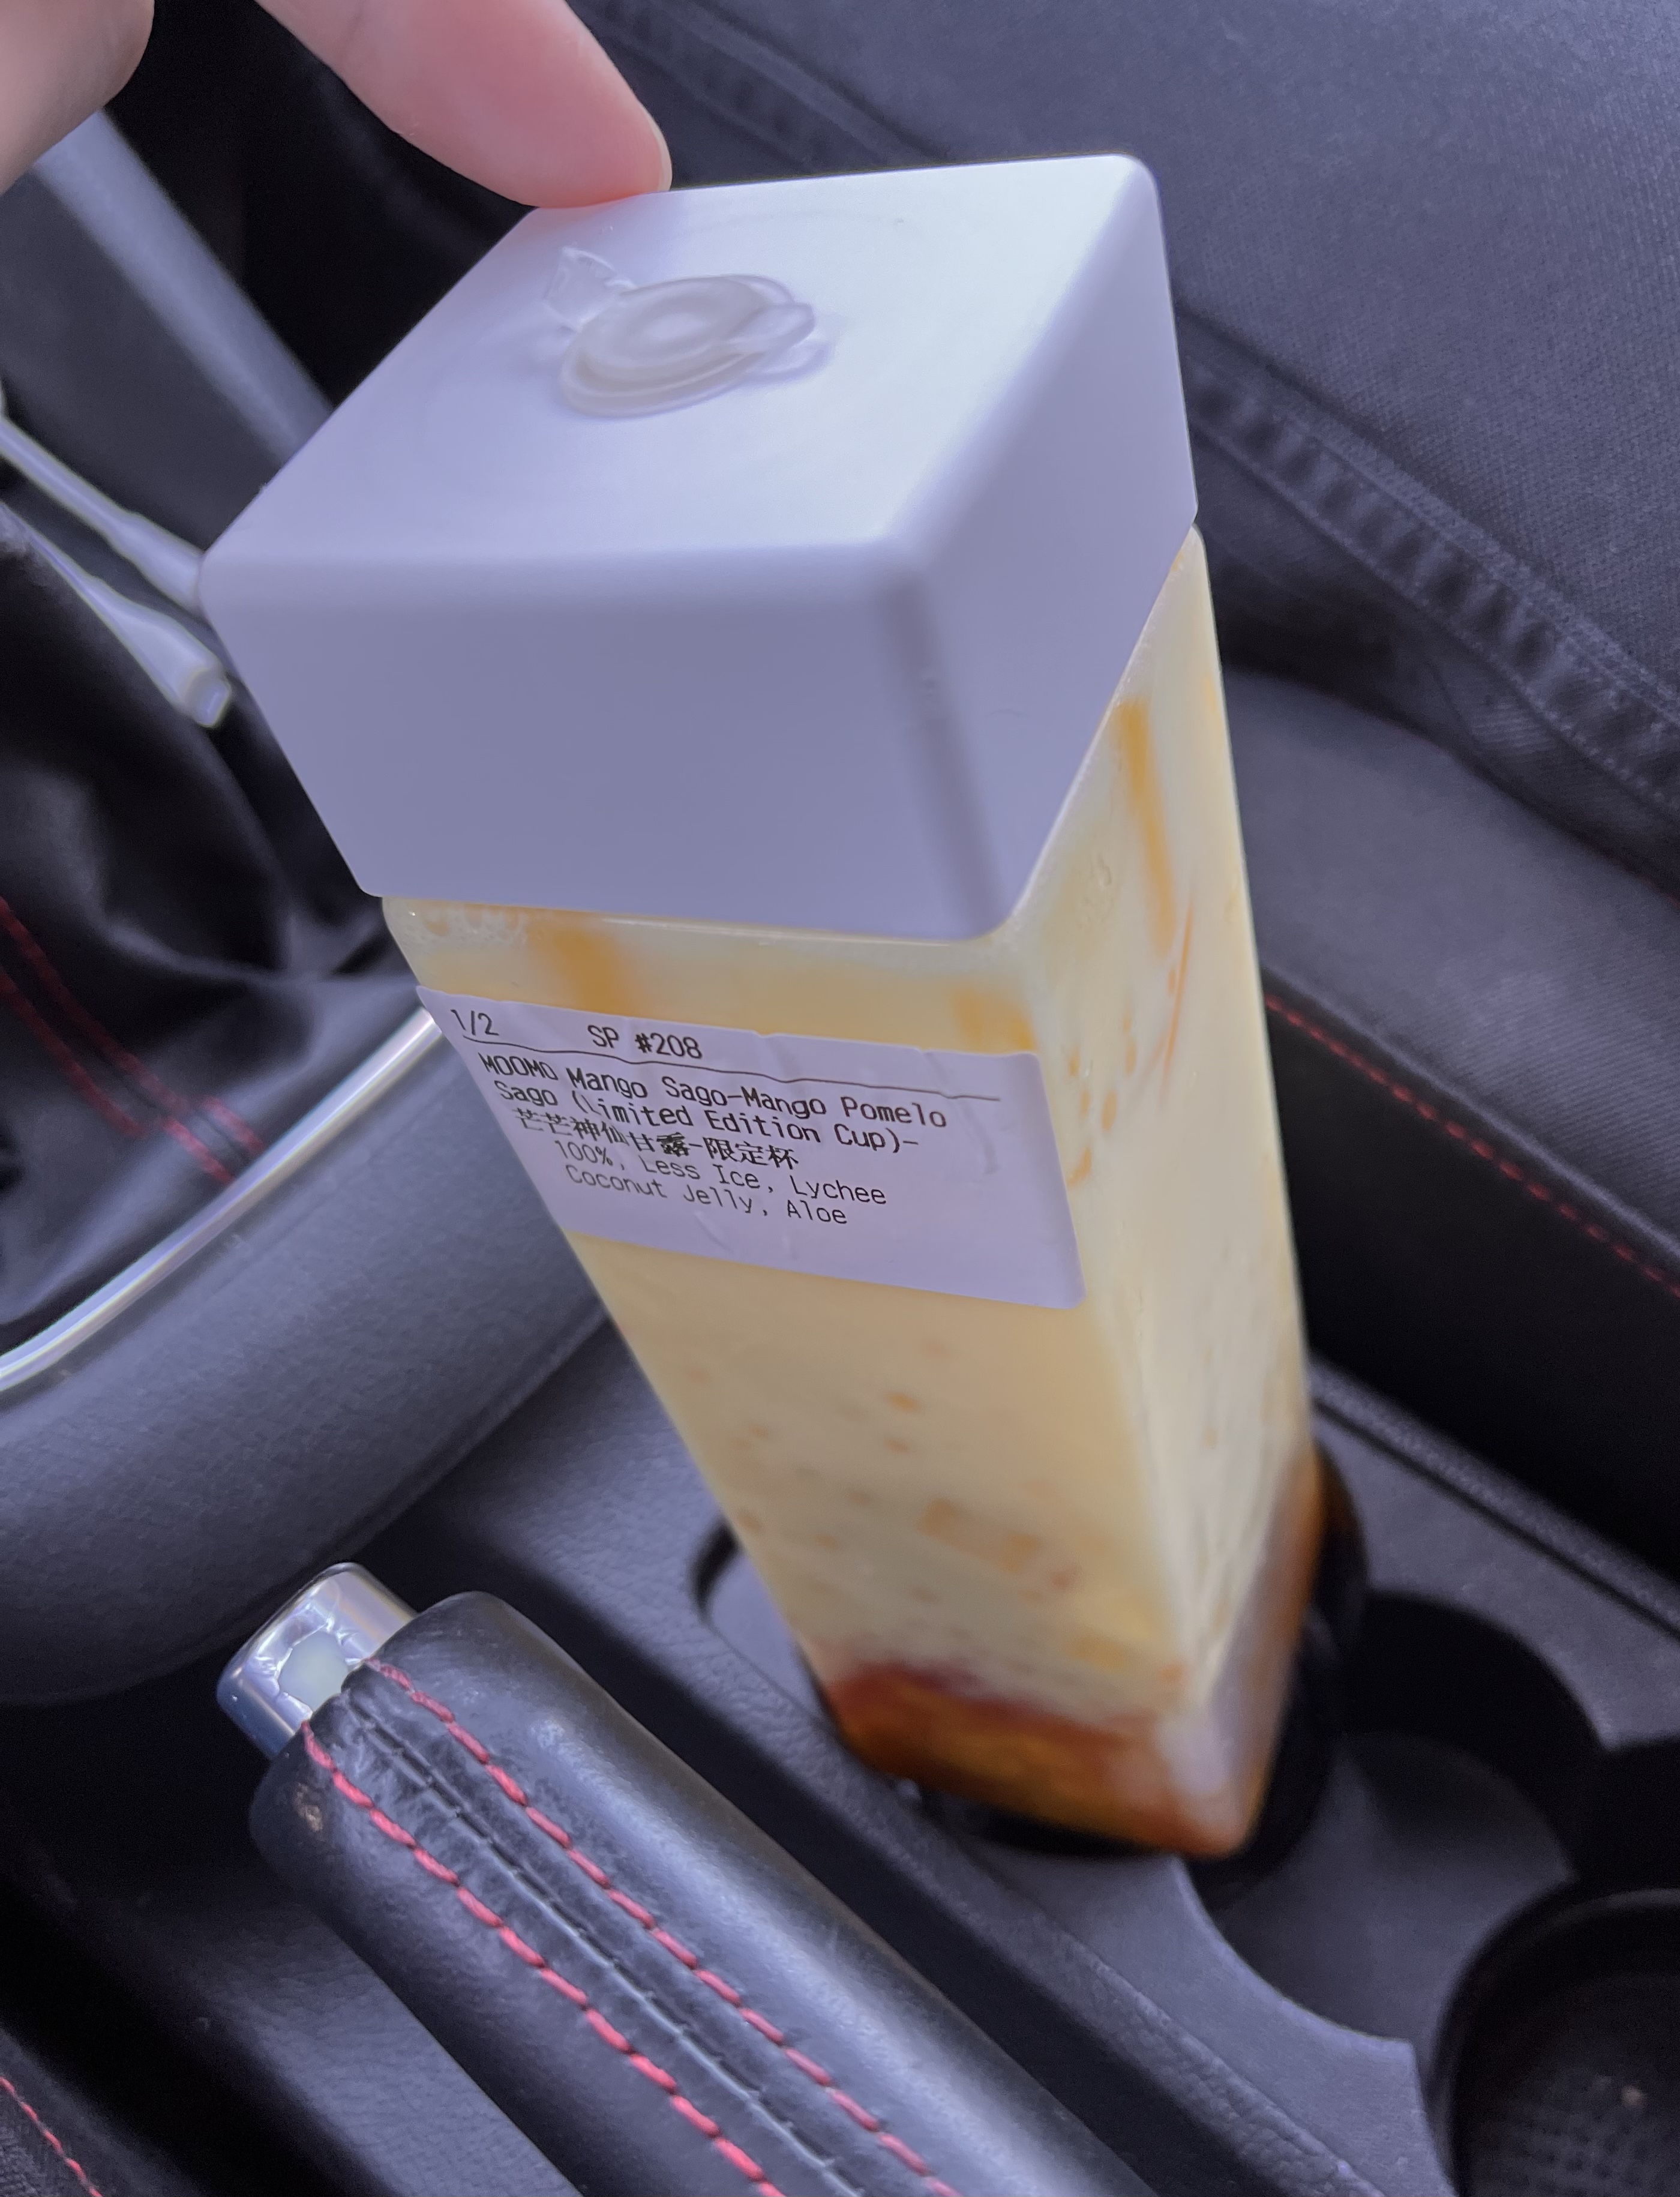 1/2 SP #208
MOOMO Mango Sago-Mango Pomelo
Sago (Limited Edition Cup)-
芒芒神仙甘露-限定杯
100%, Less Ice, Lychee
Coconut Jelly, Aloe